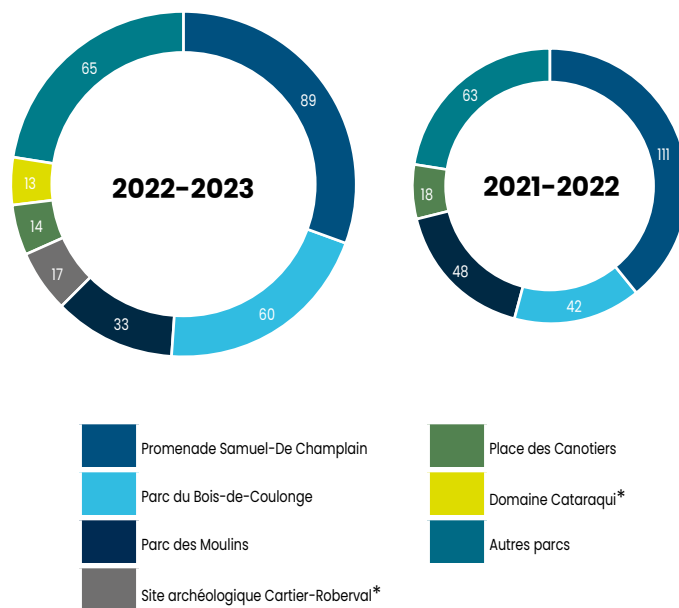 65
89
13
2022-2023
14
17
60
33
63
111
18
2021-2022
48
42
Promenade Samuel-De Champlain
Parc du Bois-de-Coulonge
Parc des Moulins
Site archéologique Cartier-Roberval*
Place des Canotiers
Domaine Cataraqui*
Autres parcs